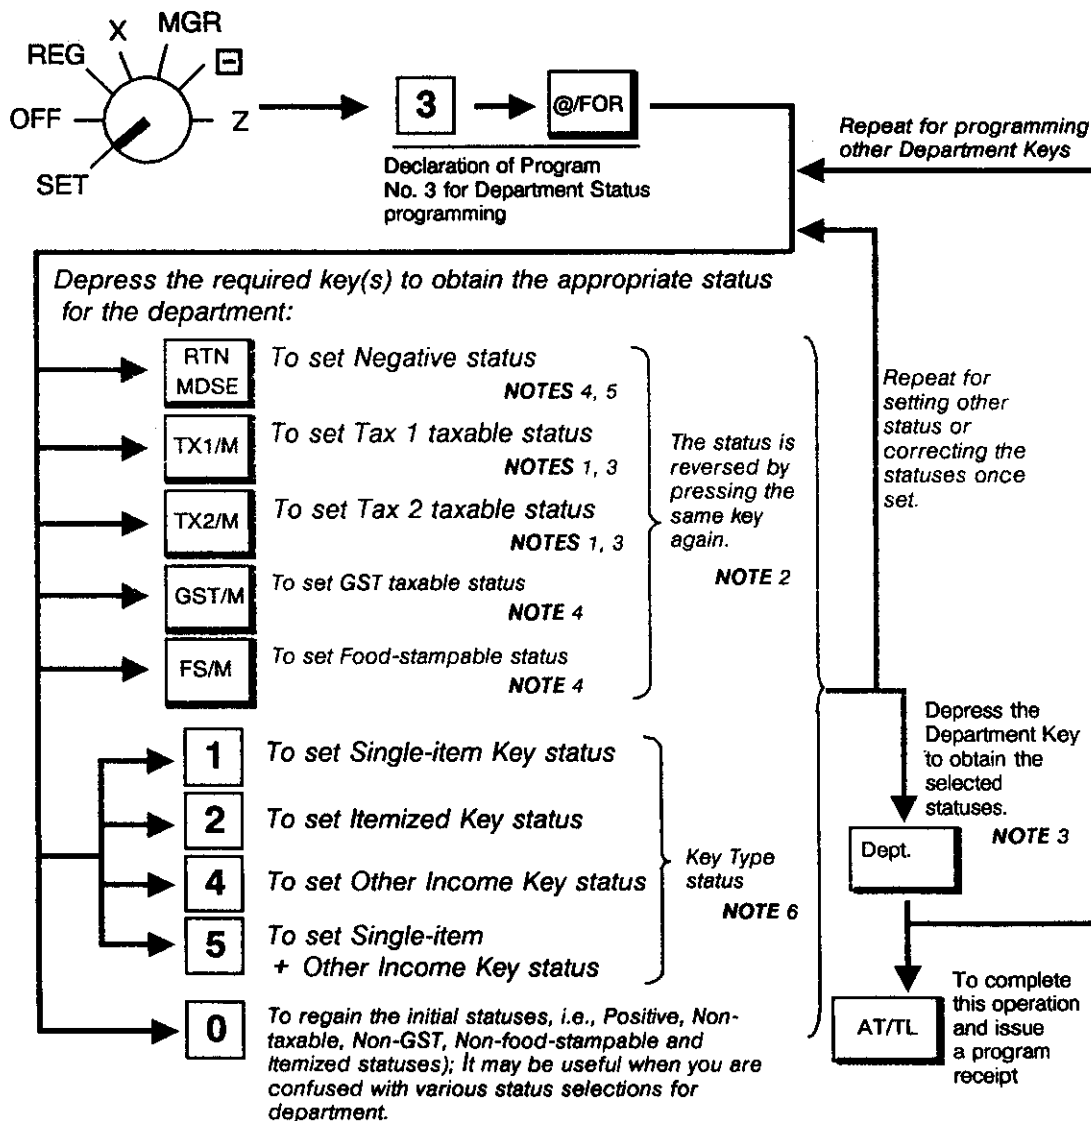 X
MGR
REG
⊟
OFF
Z
SET
3
@/FOR
Declaration of Program
No. 3 for Department Status
programming
Repeat for programming
other Department Keys
Depress the required key(s) to obtain the appropriate status
for the department:
RTN
MDSE
To set Negative status
NOTES 4, 5
TX1/M
To set Tax 1 taxable status
NOTES 1, 3
TX2/M
To set Tax 2 taxable status
NOTES 1, 3
GST/M
To set GST taxable status
NOTE 4
FS/M
To set Food-stampable status
NOTE 4
The status is
reversed by
pressing the
same key
again.
NOTE 2
Repeat for
setting other
status or
correcting the
statuses once
set.
1
To set Single-item Key status
2
To set Itemized Key status
4
To set Other Income Key status
5
To set Single-item
+ Other Income Key status
Key Type
status
NOTE 6
0
To regain the initial statuses, i.e., Positive, Non-
taxable, Non-GST, Non-food-stampable and
Itemized statuses); It may be useful when you are
confused with various status selections for
department.
Depress the
Department Key
to obtain the
selected
statuses.
NOTE 3
Dept.
AT/TL
To complete
this operation
and issue
a program
receipt